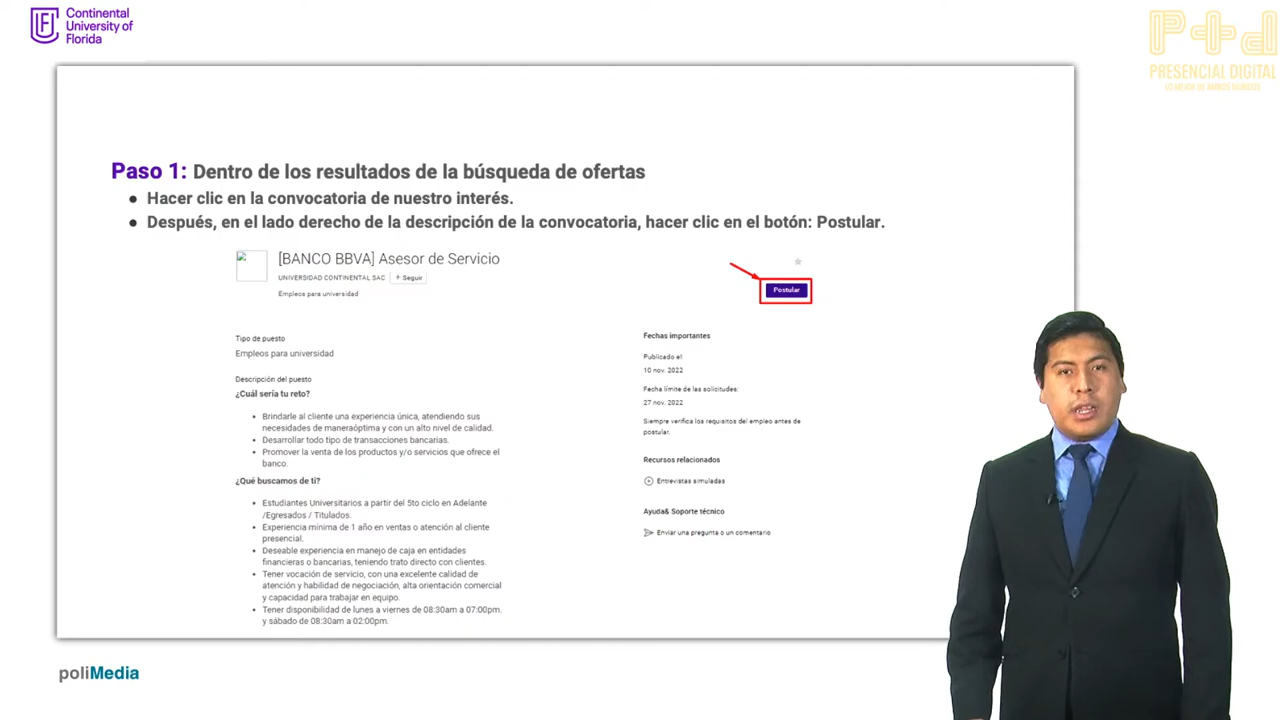 Continental
University of
Florida
P+d
PRESENCIAL DIGITAL
LO MEJOR DE AMBOS MUNDOS
Paso 1: Dentro de los resultados de la búsqueda de ofertas
● Hacer clic en la convocatoria de nuestro interés.
● Después, en el lado derecho de la descripción de la convocatoria, hacer clic en el botón: Postular.
[BANCO BBVA] Asesor de Servicio
UNIVERSIDAD CONTINENTAL SAC + Seguir
Empleos para universidad
Postular
Tipo de puesto
Empleos para universidad
Descripción del puesto
¿Cuál sería tu reto?
• Brindarle al cliente una experiencia única, atendiendo sus
necesidades de maneraóptima y con un alto nivel de calidad.
• Desarrollar todo tipo de transacciones bancarias.
• Promover la venta de los productos y/o servicios que ofrece el
banco.
¿Qué buscamos de ti?
• Estudiantes Universitarios a partir del 5to ciclo en Adelante
/Egresados / Titulados.
• Experiencia mínima de 1 año en ventas o atención al cliente
presencial.
• Deseable experiencia en manejo de caja en entidades
financieras o bancarias, teniendo trato directo con clientes.
• Tener vocación de servicio, con una excelente calidad de
atención y habilidad de negociación, alta orientación comercial
y capacidad para trabajar en equipo.
• Tener disponibilidad de lunes a viernes de 08:30am a 07:00pm.
y sábado de 08:30am a 02:00pm.
Fechas importantes
Publicado el:
10 nov. 2022
Fecha límite de las solicitudes:
27 nov. 2022
Siempre verifica los requisitos del empleo antes de
postular.
Recursos relacionados
Entrevistas simuladas
Ayuda& Soporte técnico
Enviar una pregunta o un comentario
poliMedia